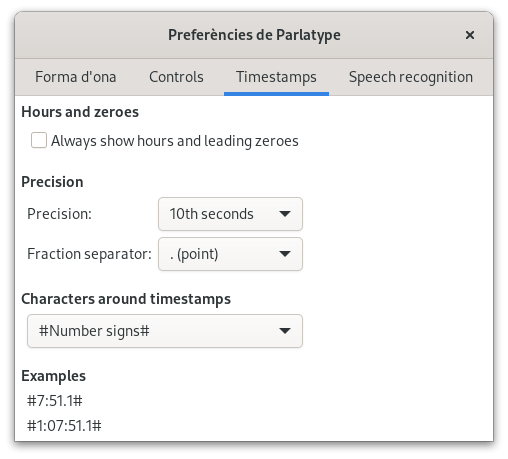 Preferències de Parlatype
Forma d'ona Controls Timestamps Speech recognition
Hours and zeroes
Always show hours and leading zeroes
Precision
Precision: 10th seconds
Fraction separator: . (point)
Characters around timestamps
#Number signs#
Examples
#7:51.1#
#1:07:51.1#